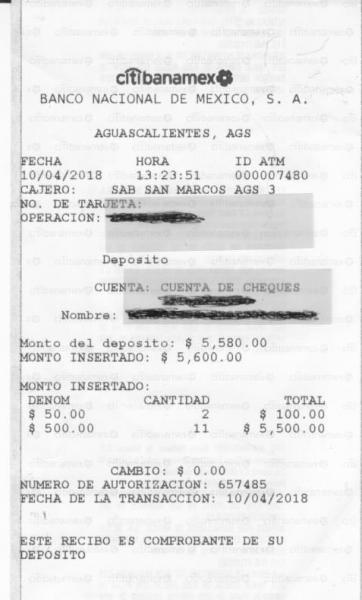 citibanamex
BANCO NACIONAL DE MEXICO, S. A.
AGUASCALIENTES, AGS
FECHA HORA ID ATM
10/04/2018 13:23:51 000007480
CAJERO: SAB SAN MARCOS AGS 3
NO. DE TARJETA:
OPERACION:
Deposito
CUENTA: CUENTA DE CHEQUES
Nombre:
Monto del deposito: $ 5,580.00
MONTO INSERTADO: $ 5,600.00
MONTO INSERTADO:
DENOM CANTIDAD TOTAL
$ 50.00 2 $ 100.00
$ 500.00 11 $ 5,500.00
CAMBIO: $ 0.00
NUMERO DE AUTORIZACION: 657485
FECHA DE LA TRANSACCION: 10/04/2018
ESTE RECIBO ES COMPROBANTE DE SU
DEPOSITO